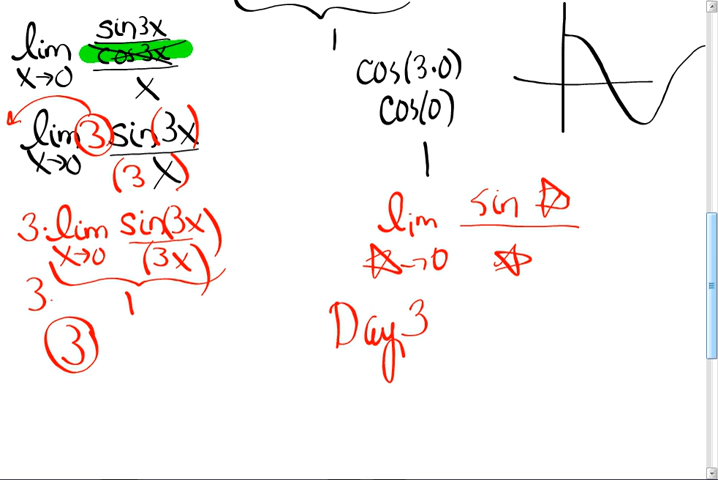 lim x→0 sin3x / cos3x / x
lim x→0 3 sin(3x) / (3x)
3·lim x→0 sin(3x) / (3x)
3. 1
3
1
cos(3·0)
cos(0)
1
lim ☆→0 sin ☆ / ☆
Day 3